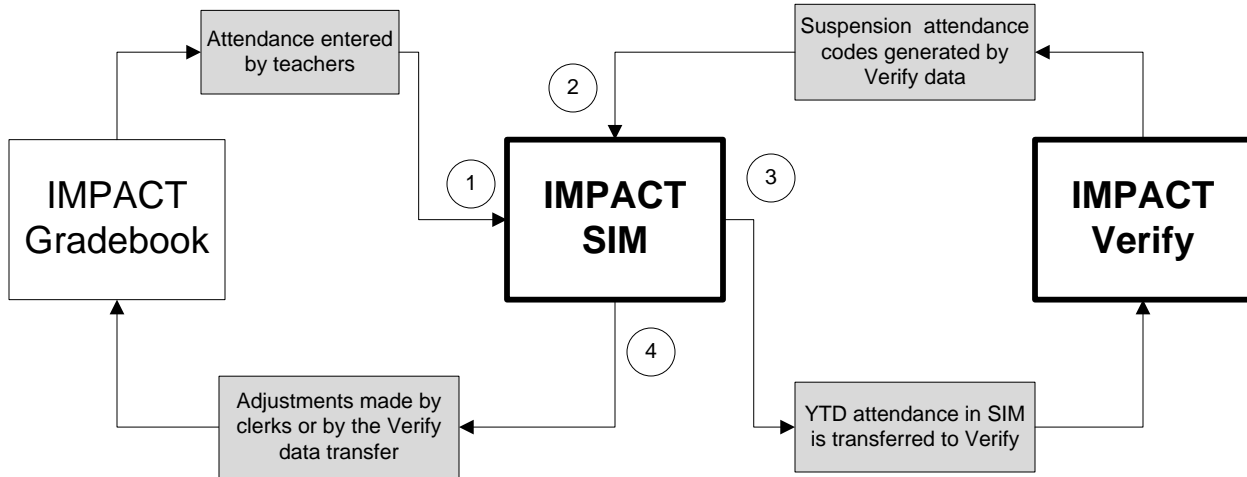 Attendance entered
by teachers
Suspension attendance
codes generated by
Verify data
2
IMPACT
Gradebook
1
IMPACT
SIM
3
IMPACT
Verify
4
Adjustments made by
clerks or by the Verify
data transfer
YTD attendance in SIM
is transferred to Verify